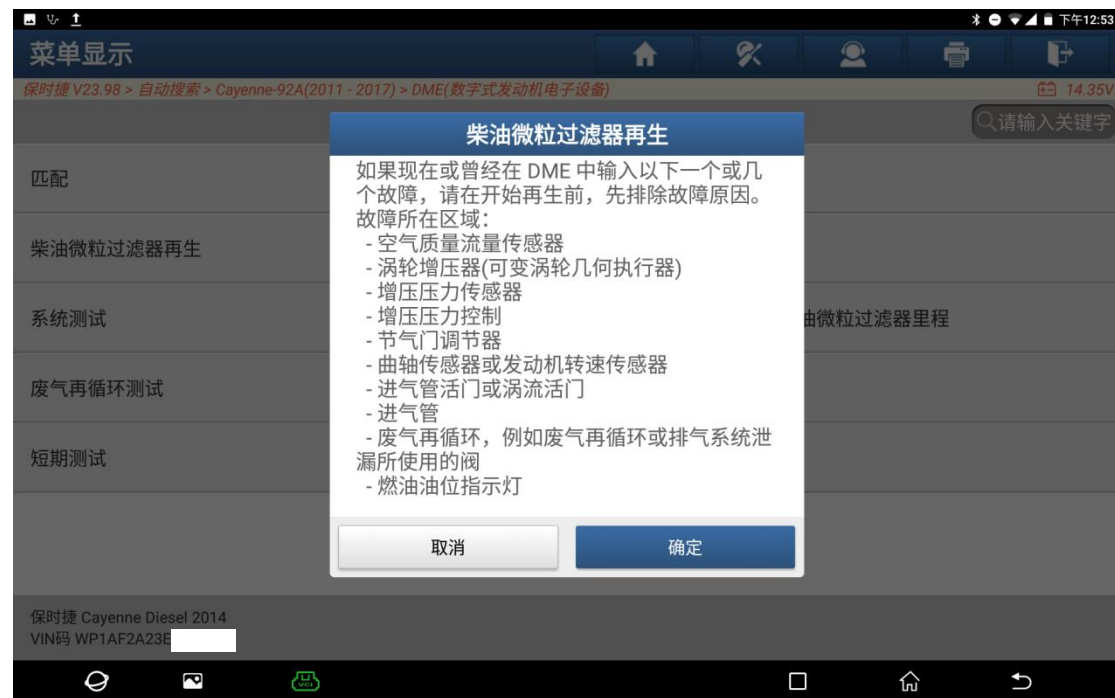 下午12:53
菜单显示
保时捷 V23.98 > 自动搜索 > Cayenne-92A(2011 - 2017) > DME(数字式发动机电子设备)
14.35V
请输入关键字
柴油微粒过滤器再生
如果现在或曾经在 DME 中输入以下一个或几
个故障，请在开始再生前，先排除故障原因。
故障所在区域：
- 空气质量流量传感器
- 涡轮增压器(可变涡轮几何执行器)
- 增压压力传感器
- 增压压力控制
- 节气门调节器
- 曲轴传感器或发动机转速传感器
- 进气管活门或涡流活门
- 进气管
- 废气再循环，例如废气再循环或排气系统泄
漏所使用的阀
- 燃油油位指示灯
取消
确定
匹配
柴油微粒过滤器再生
系统测试
油微粒过滤器里程
废气再循环测试
短期测试
保时捷 Cayenne Diesel 2014
VIN码 WP1AF2A23E
VCI